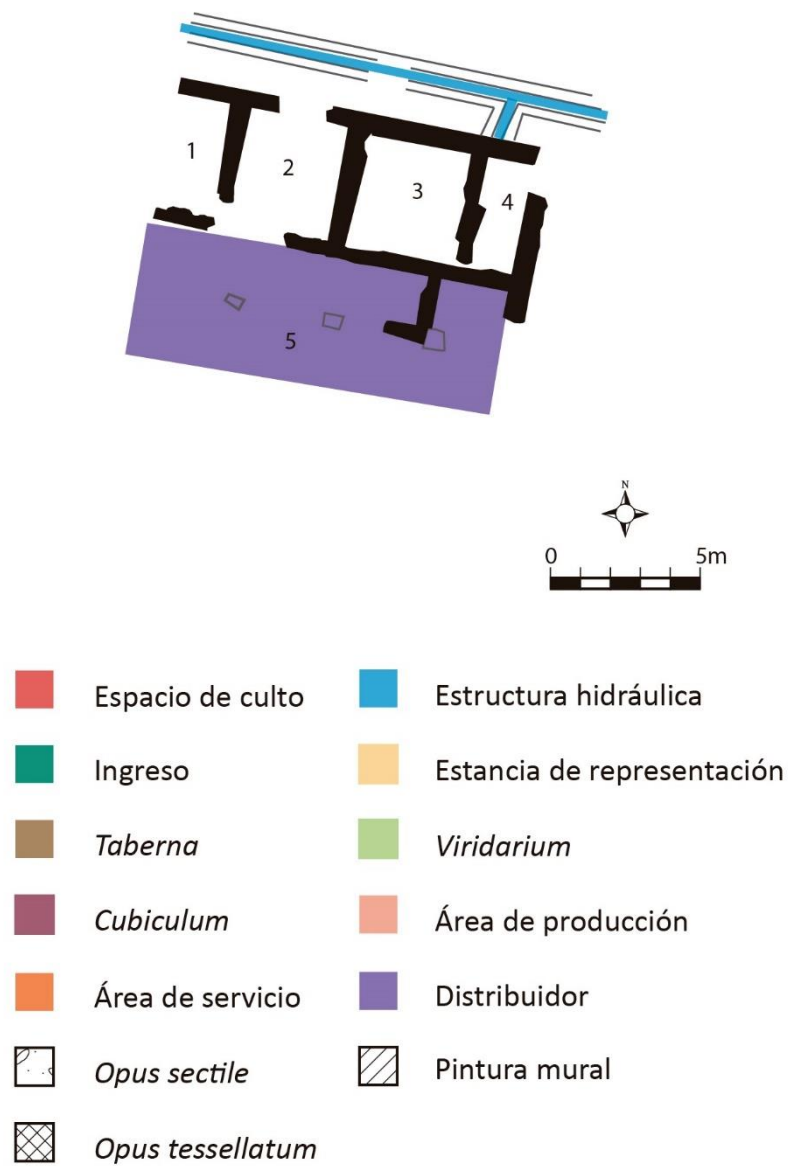 1
2
3
4
5
N
0 5m
Espacio de culto
Estructura hidráulica
Ingreso
Estancia de representación
Taberna
Viridarium
Cubiculum
Área de producción
Área de servicio
Distribuidor
Opus sectile
Pintura mural
Opus tessellatum